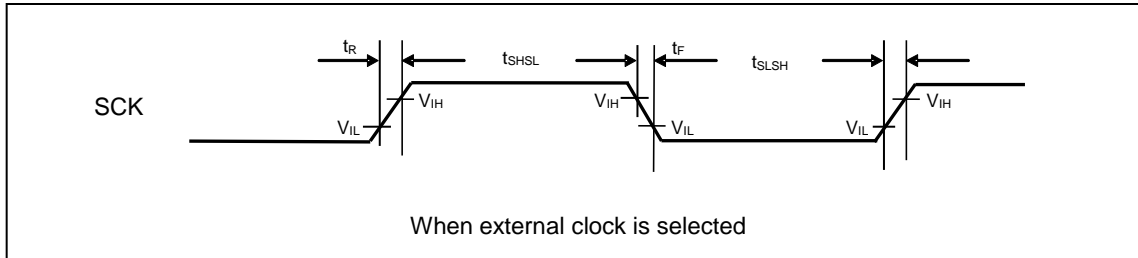 tR tSHSL tF tSLSH
SCK VIH VIH VIH
VIL VIL VIL
When external clock is selected